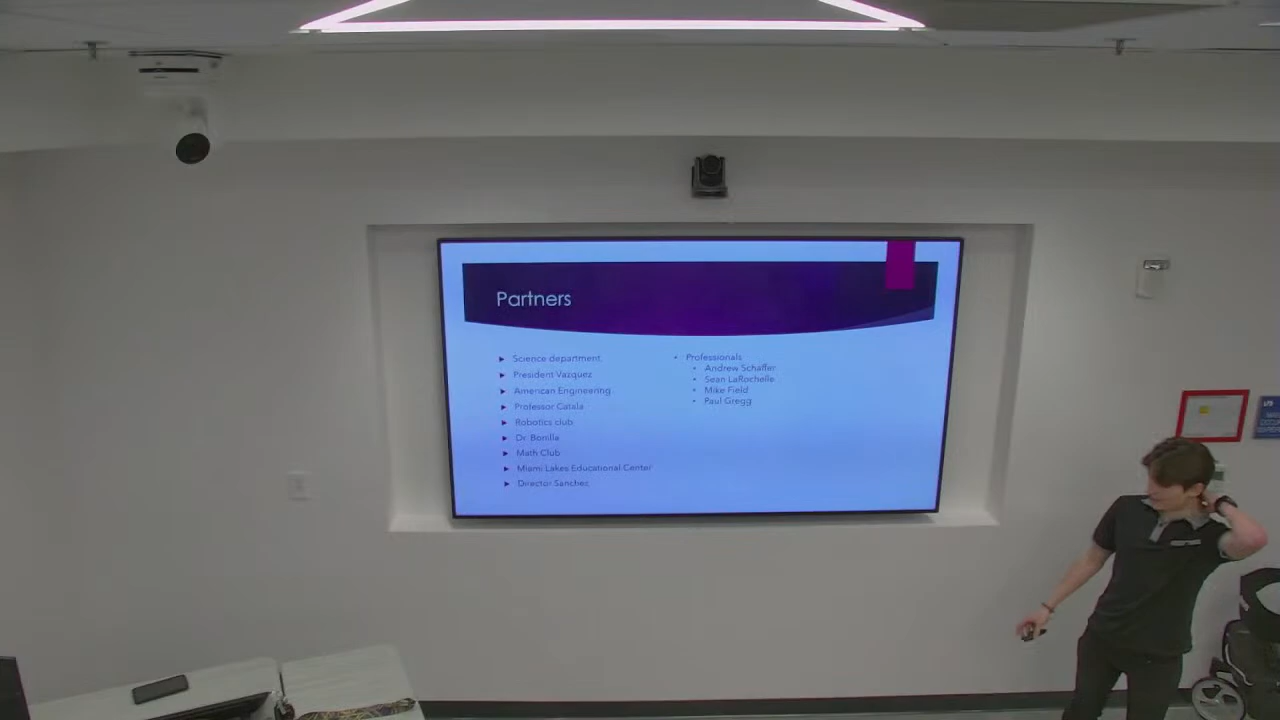 Partners
Science department
President Vazquez
American Engineering
Professor Catala
Robotics club
Dr. Bonilla
Math Club
Miami Lakes Educational Center
Director Sanchez
Professionals
Andrew Schaffer
Sean LaRochelle
Mike Field
Paul Gregg